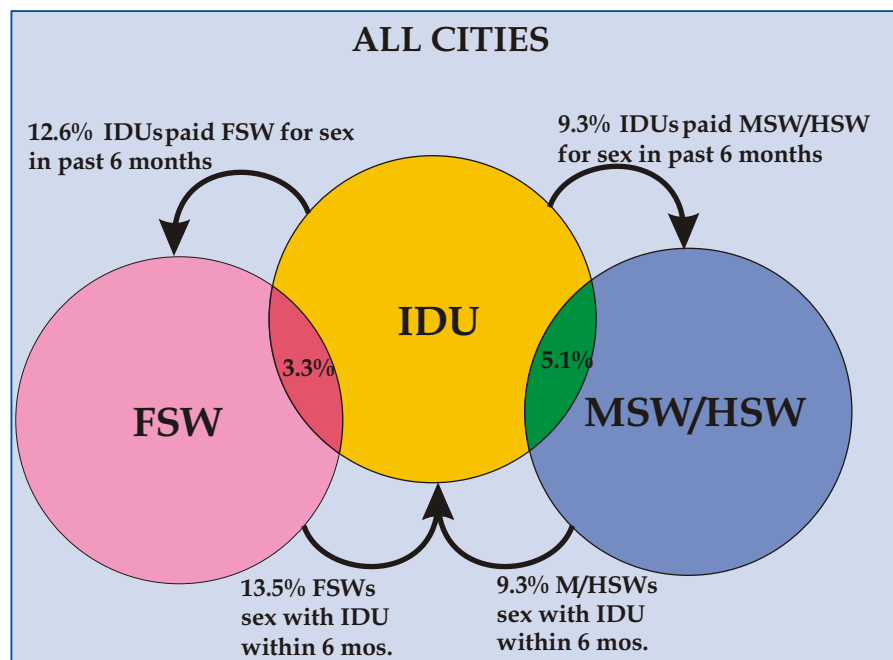 ALL CITIES
12.6% IDUs paid FSW for sex
in past 6 months
9.3% IDUs paid MSW/HSW
for sex in past 6 months
IDU
3.3%
5.1%
FSW
MSW/HSW
13.5% FSWs
sex with IDU
within 6 mos.
9.3% M/HSWs
sex with IDU
within 6 mos.